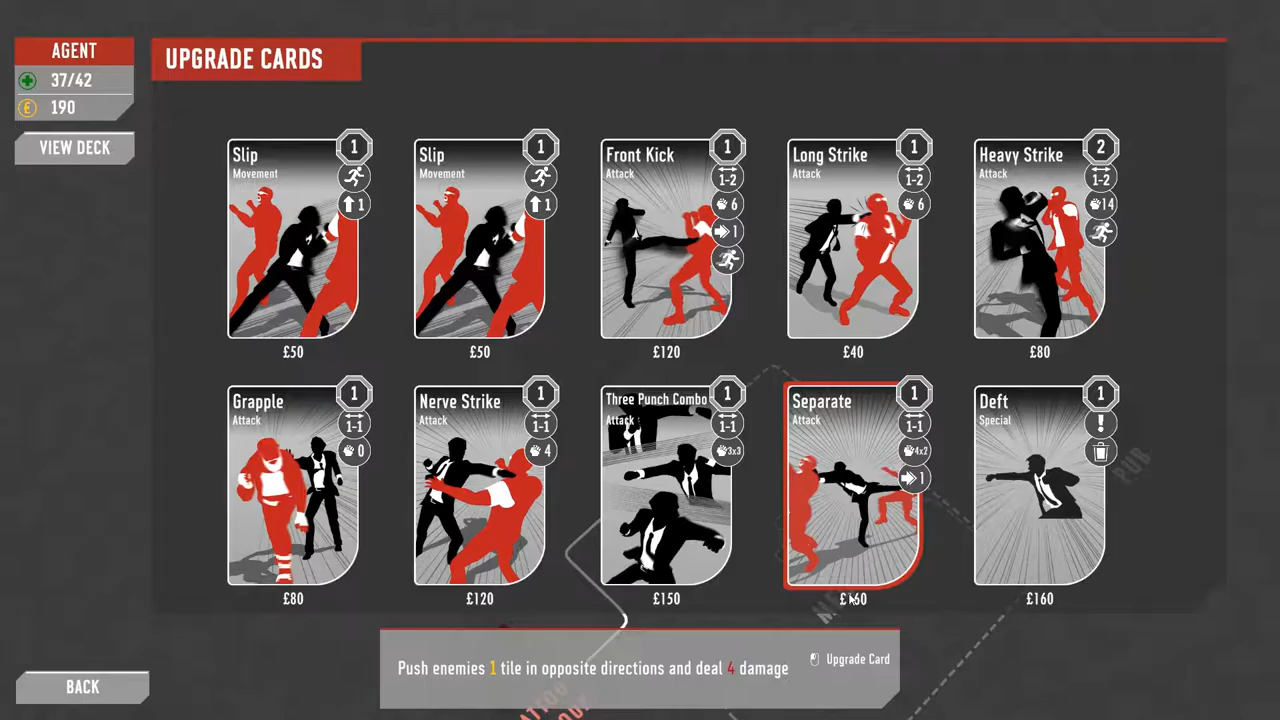 AGENT
37/42
£ 190
VIEW DECK
UPGRADE CARDS
Slip
Movement
1
1
£50
Slip
Movement
1
1
£50
Front Kick
Attack
1
1-2
6
1
£120
Long Strike
Attack
1
1-2
6
£40
Heavy Strike
Attack
2
1-2
14
£80
Grapple
Attack
1
1-1
0
£80
Nerve Strike
Attack
1
1-1
4
£120
Three Punch Combo
Attack
1
1-1
3x3
£150
Separate
Attack
1
1-1
4x2
1
Deft
Special
1
!
£160
PUB
Push enemies 1 tile in opposite directions and deal 4 damage
Upgrade Card
BACK